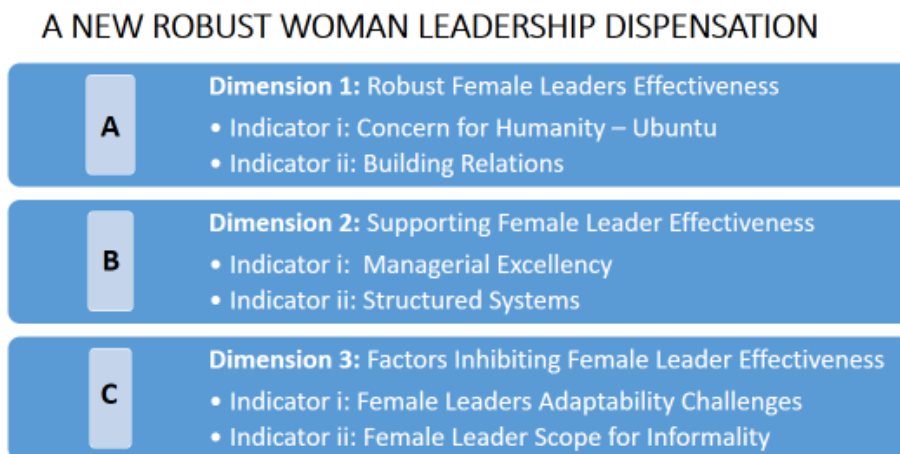 A NEW ROBUST WOMAN LEADERSHIP DISPENSATION
A
Dimension 1: Robust Female Leaders Effectiveness
• Indicator i: Concern for Humanity – Ubuntu
• Indicator ii: Building Relations
B
Dimension 2: Supporting Female Leader Effectiveness
• Indicator i:  Managerial Excellency
• Indicator ii: Structured Systems
C
Dimension 3: Factors Inhibiting Female Leader Effectiveness
• Indicator i: Female Leaders Adaptability Challenges
• Indicator ii: Female Leader Scope for Informality